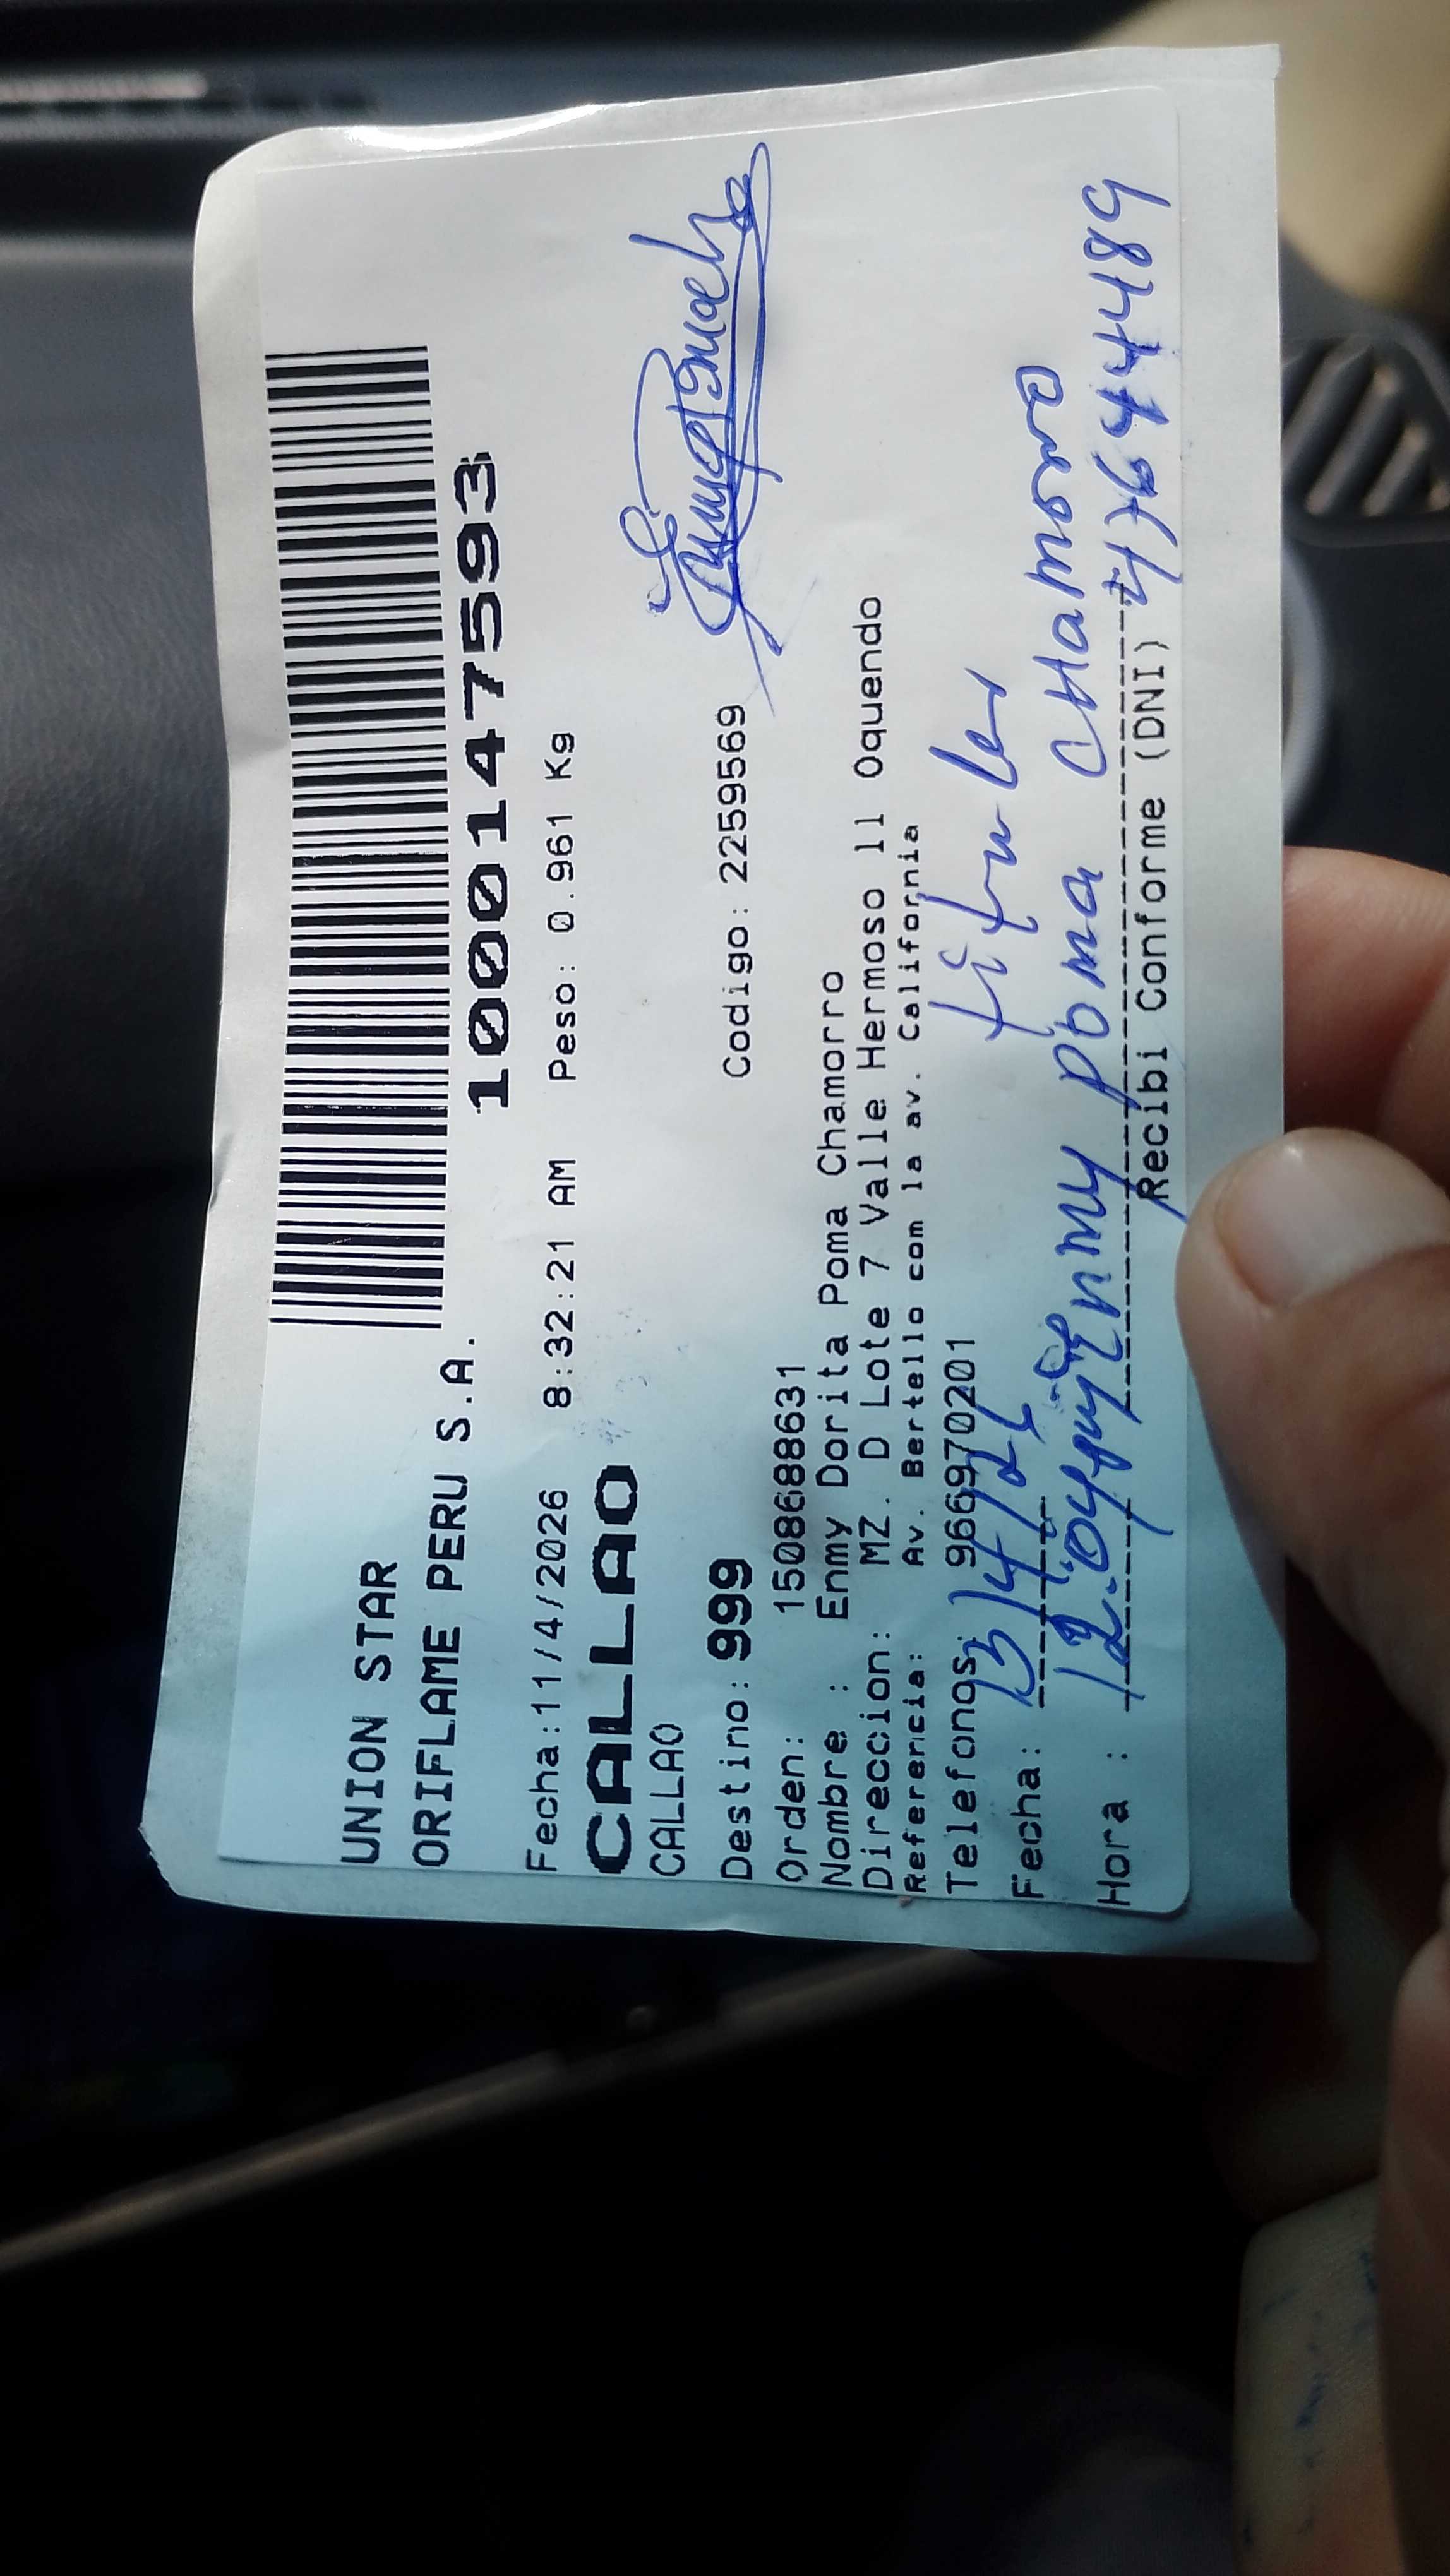 UNION STAR
ORIFLAME PERU S.A.
1000147593
Fecha:11/4/2026 8:32:21 AM Peso: 0.961 Kg
CALLAO
CALLAO
Destino: 999 Codigo: 2259569
Orden: 150868631
Nombre : Enmy Dorita Poma Chamorro
Direccion: MZ. D Lote 7 Valle Hermoso ll Oquendo
Referencia: Av. Bertello com la av. California
Telefonos: 966970201
titular
Fecha: 13/4/26
Enmy Poma CHamorro
Hora : 12:04
Recibi Conforme (DNI)